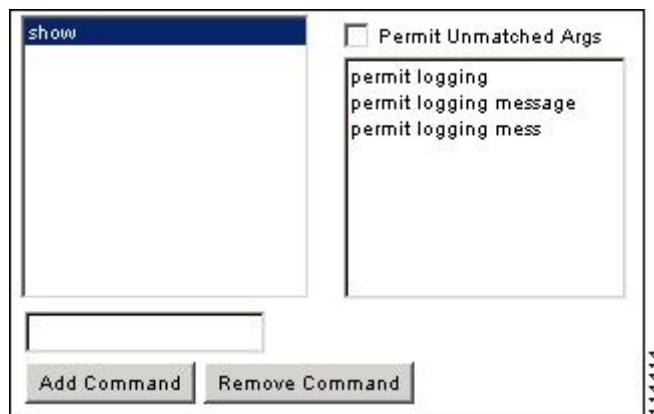 show
Permit Unmatched Args
permit logging
permit logging message
permit logging mess
Add Command
Remove Command